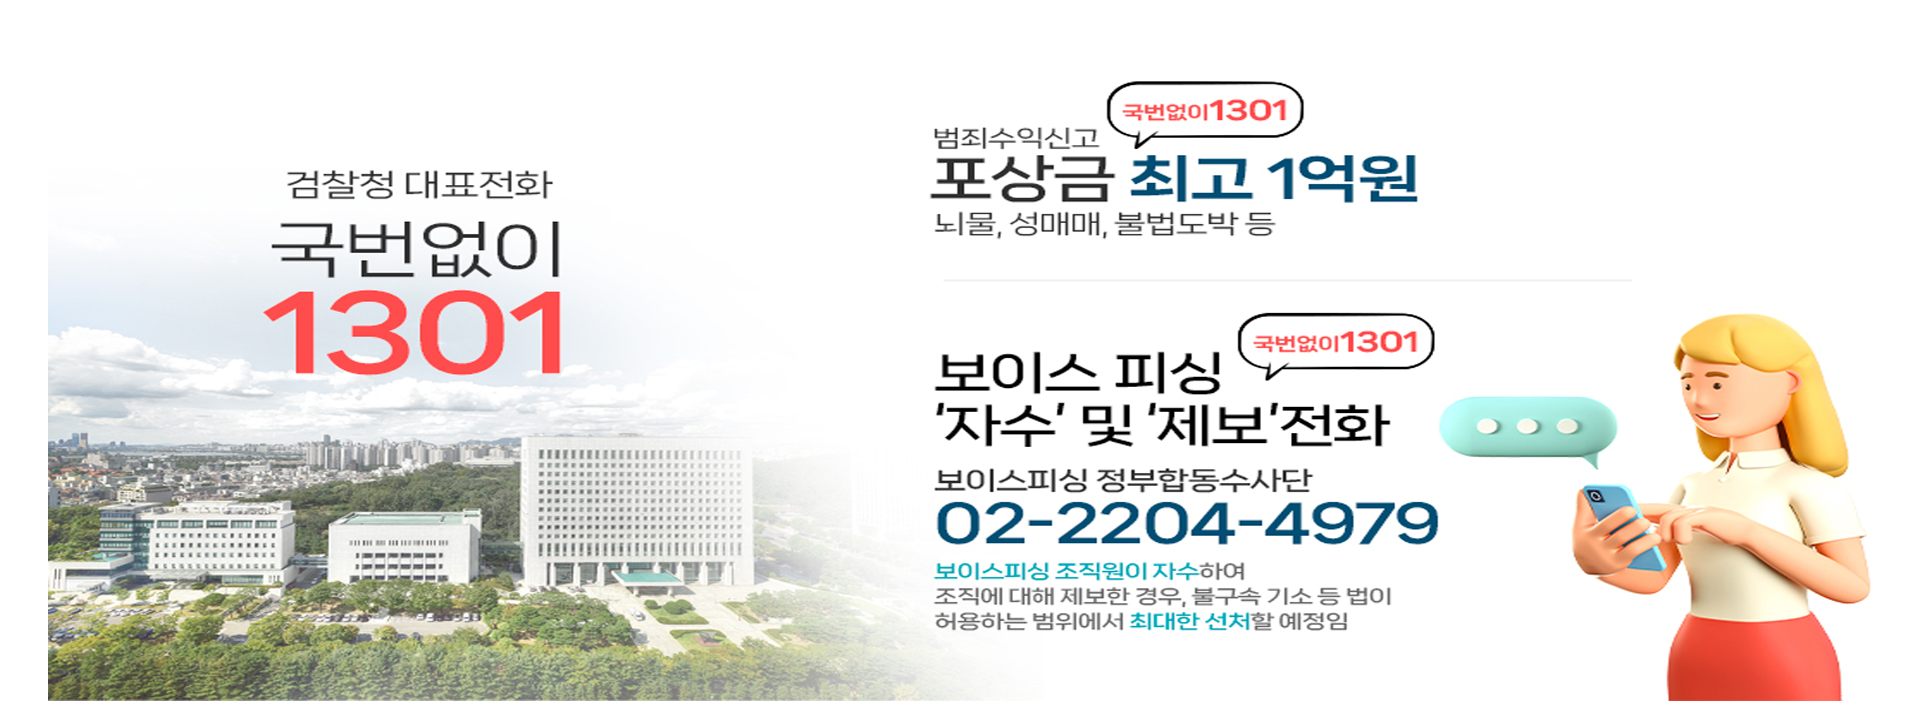 검찰청 대표전화
국번없이
1301
국번없이1301
범죄수익신고
포상금 최고 1억원
뇌물, 성매매, 불법도박 등
국번없이1301
보이스 피싱
'자수' 및 '제보'전화
보이스피싱 정부합동수사단
02-2204-4979
보이스피싱 조직원이 자수하여
조직에 대해 제보한 경우, 불구속 기소 등 법이
허용하는 범위에서 최대한 선처할 예정임